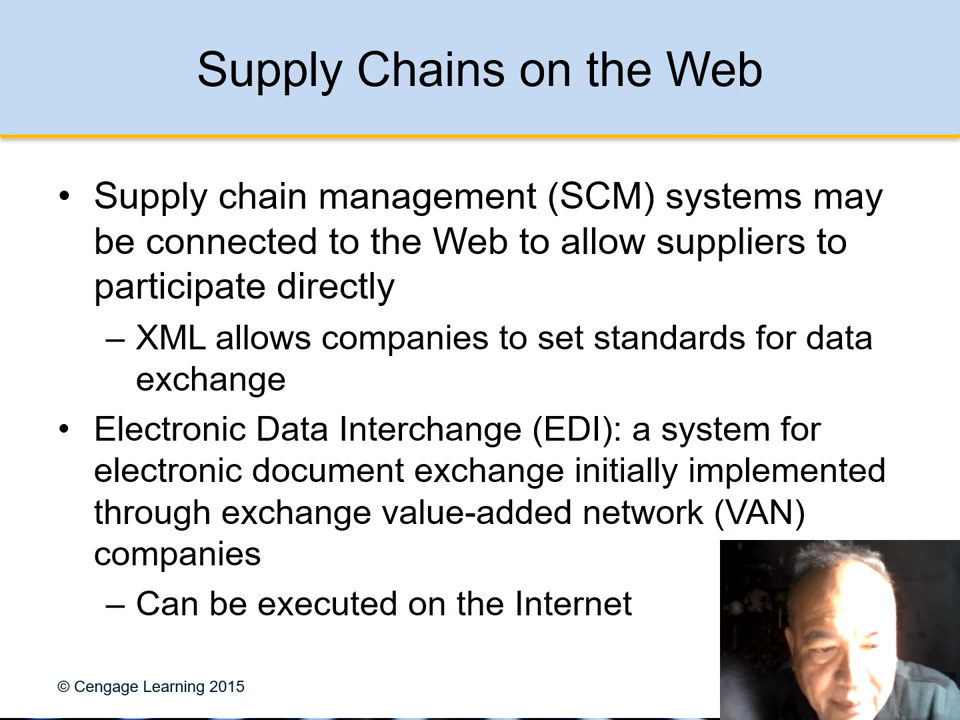 Supply Chains on the Web
• Supply chain management (SCM) systems may
be connected to the Web to allow suppliers to
participate directly
– XML allows companies to set standards for data
exchange
• Electronic Data Interchange (EDI): a system for
electronic document exchange initially implemented
through exchange value-added network (VAN)
companies
– Can be executed on the Internet
© Cengage Learning 2015